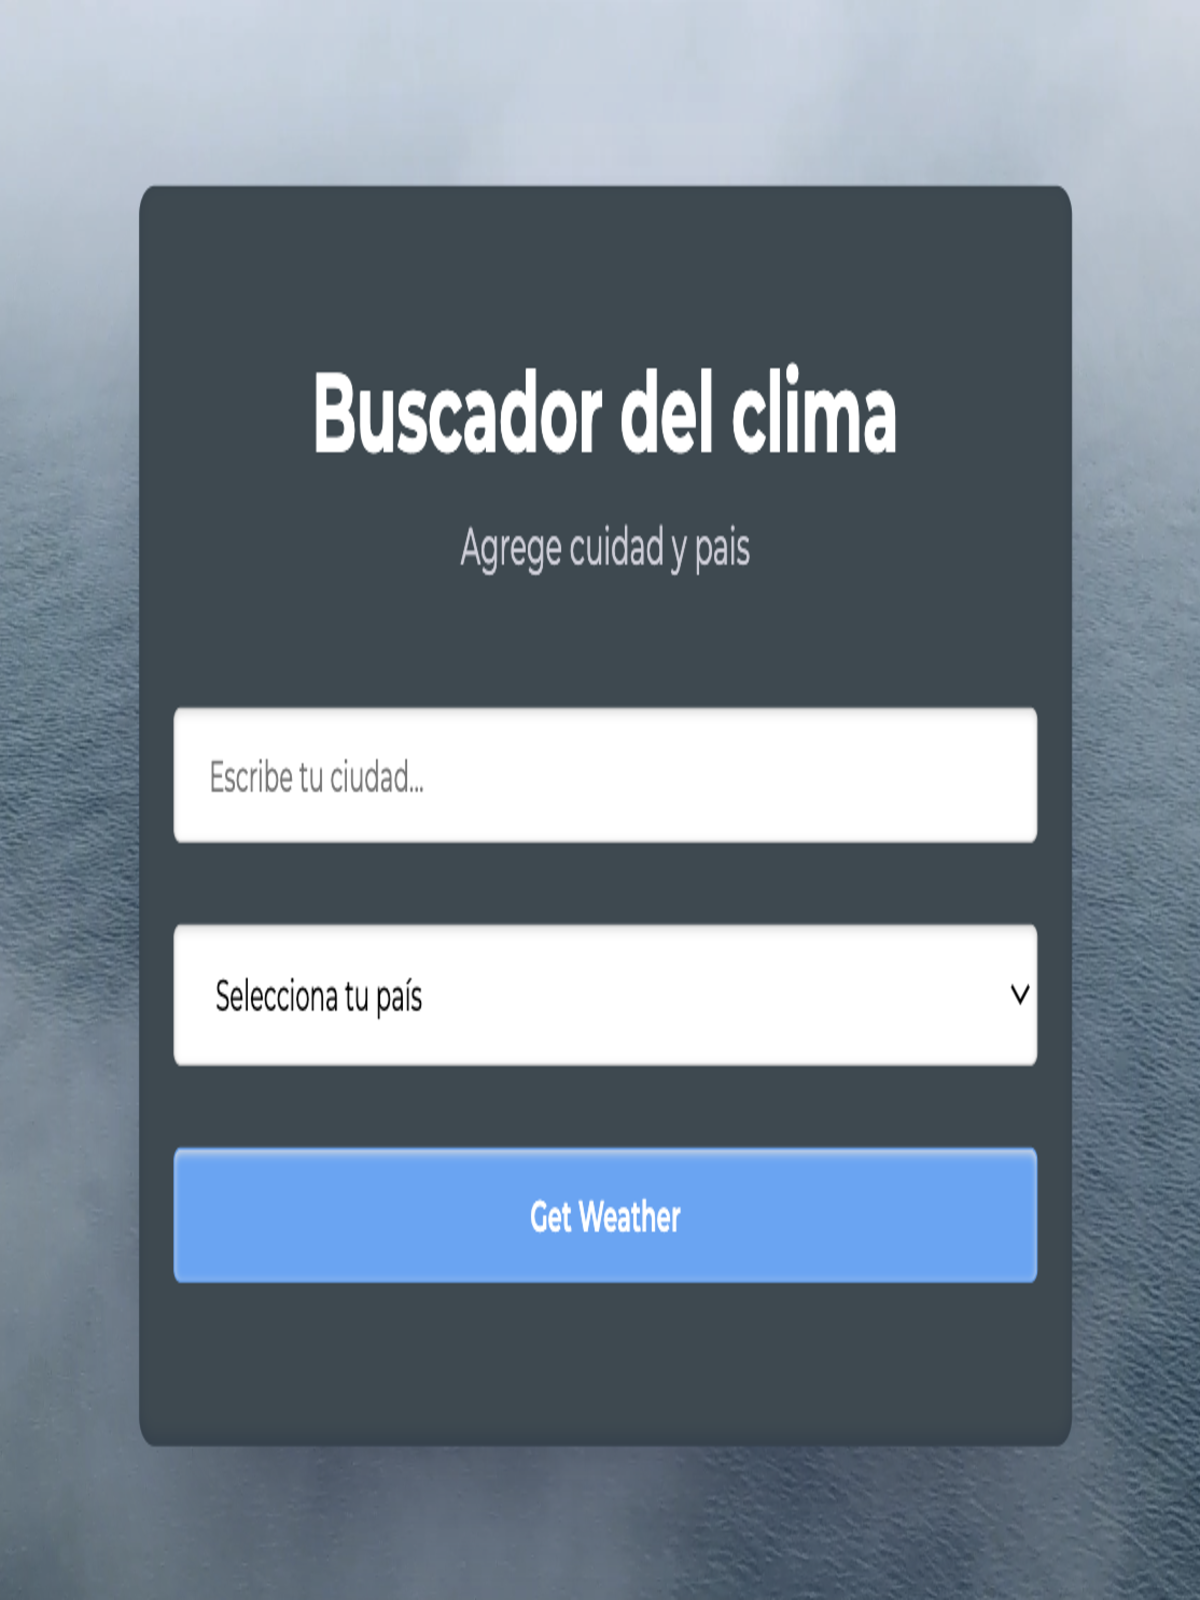 Buscador del clima
Agrege cuidad y pais
Escribe tu ciudad...
Selecciona tu país
Get Weather